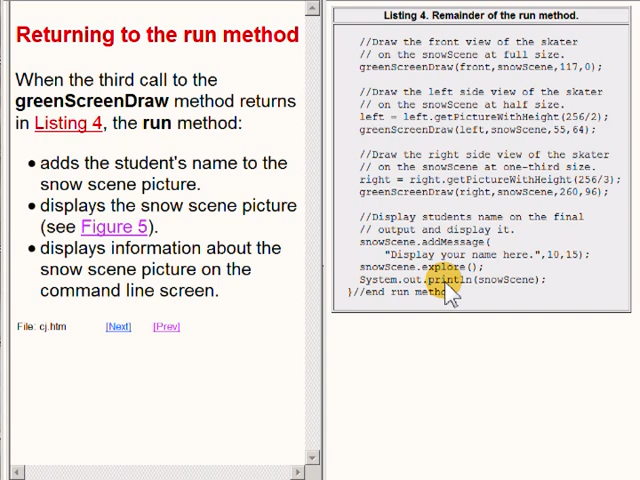 Returning to the run method
When the third call to the
greenScreenDraw method returns
in Listing 4, the run method:
adds the student's name to the
snow scene picture.
displays the snow scene picture
(see Figure 5).
displays information about the
snow scene picture on the
command line screen.
File: cj.htm [Next] [Prev]
Listing 4. Remainder of the run method.
//Draw the front view of the skater
// on the snowScene at full size.
greenScreenDraw(front,snowScene,117,0);
//Draw the left side view of the skater
// on the snowScene at half size.
left = left.getPictureWithHeight(256/2);
greenScreenDraw(left,snowScene,55,64);
//Draw the right side view of the skater
// on the snowScene at one-third size.
right = right.getPictureWithHeight(256/3);
greenScreenDraw(right,snowScene,260,96);
//Display students name on the final
// output and display it.
snowScene.addMessage(
"Display your name here.",10,15);
snowScene.explore();
System.out.println(snowScene);
}//end run method